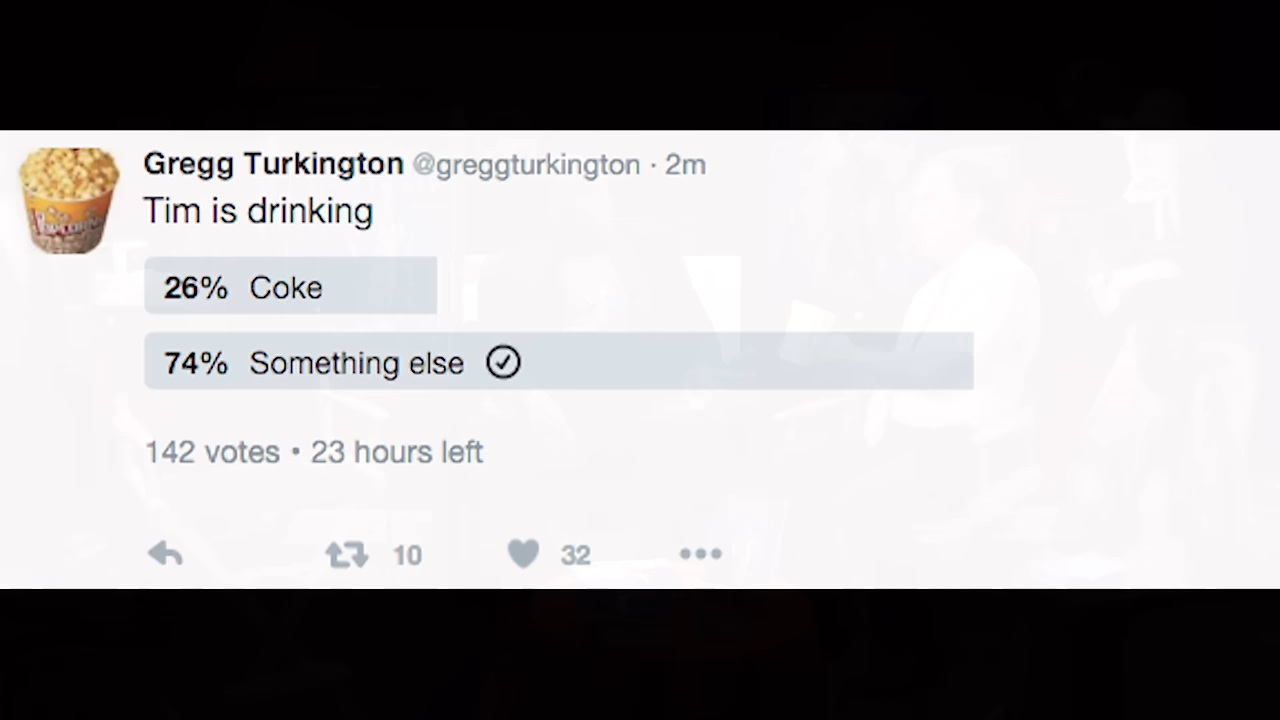 Gregg Turkington @greggturkington · 2m
Tim is drinking
26% Coke
74% Something else
142 votes • 23 hours left
10 32